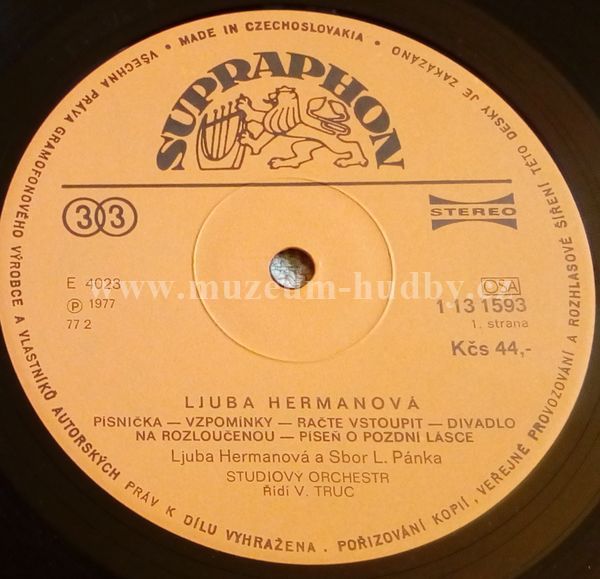 VŠECHNA PRÁVA GRAMOFONOVÉHO VÝROBCE A VLASTNÍKŮ AUTORSKÝCH PRÁV K DÍLU VYHRAŽENA. POŘIZOVÁNÍ KOPIÍ, VEŘEJNÉ PROVOZOVÁNÍ A ROZHLASOVÉ ŠÍŘENÍ TÉTO DESKY JE ZAKÁZÁNO • MADE IN CZECHOSLOVAKIA •
SUPRAPHON
33
STEREO
E 4023
Ⓟ 1977
77 2
www.muzeum-hudby.cz
OSA
1 13 1593
1. strana
Kčs 44,-
LJUBA HERMANOVÁ
PÍSNIČKA — VZPOMÍNKY — RAČTE VSTOUPIT — DIVADLO
NA ROZLOUČENOU — PÍSEŇ O POZDNÍ LÁSCE
Ljuba Hermanová a Sbor L. Pánka
STUDIOVÝ ORCHESTR
Řídí V. TRUC